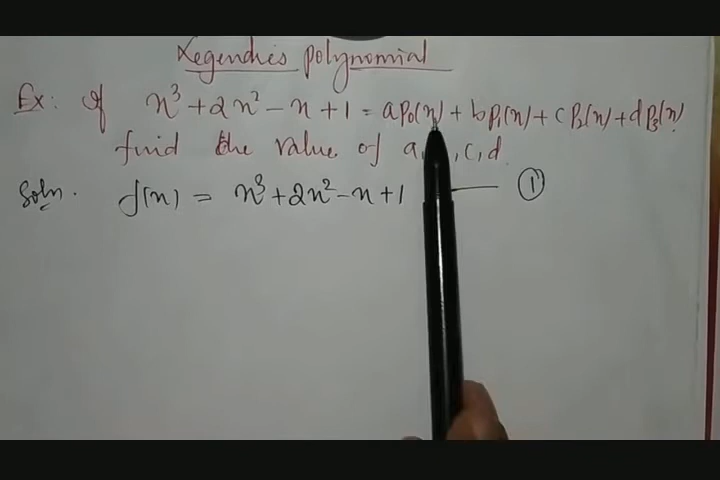 Legendre's polynomial
Ex: If x³ + 2x² - x + 1 = aP₀(x) + bP₁(x) + cP₂(x) + dP₃(x)
find the value of a, , c, d
Soln. f(x) = x³ + 2x² - x + 1 —— ①